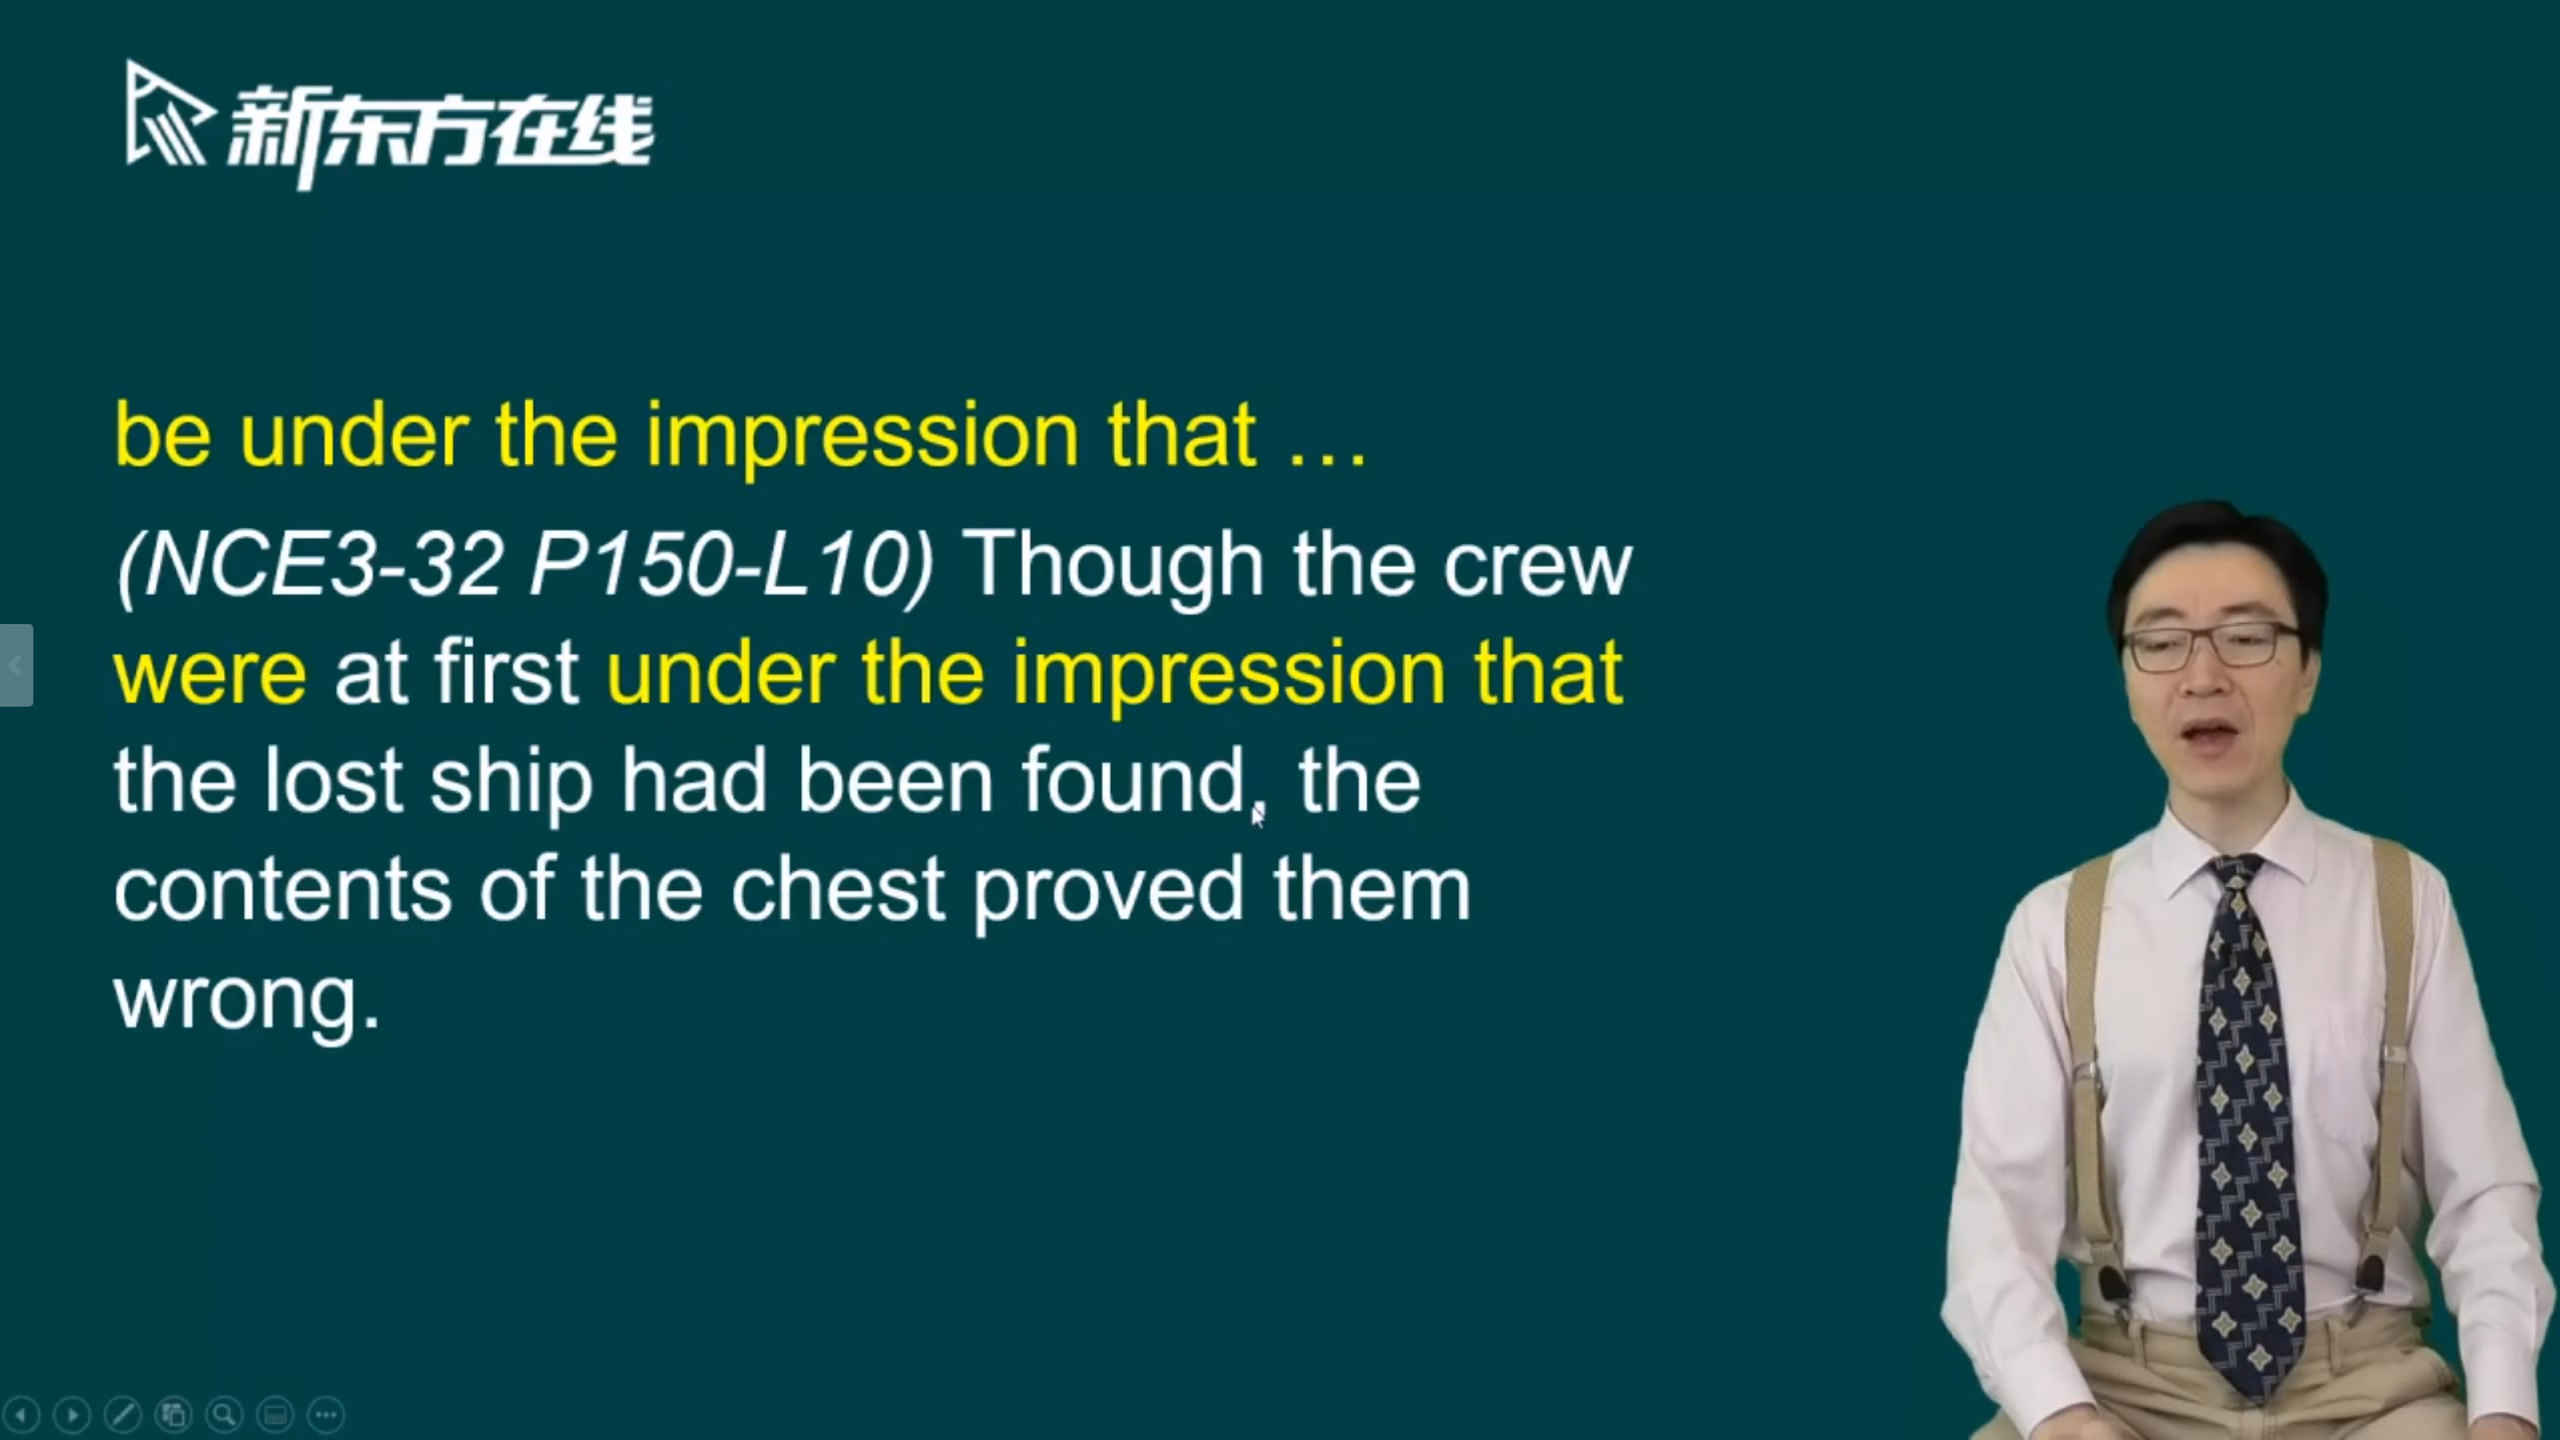 新东方在线
be under the impression that …
(NCE3-32 P150-L10) Though the crew
were at first under the impression that
the lost ship had been found, the
contents of the chest proved them
wrong.